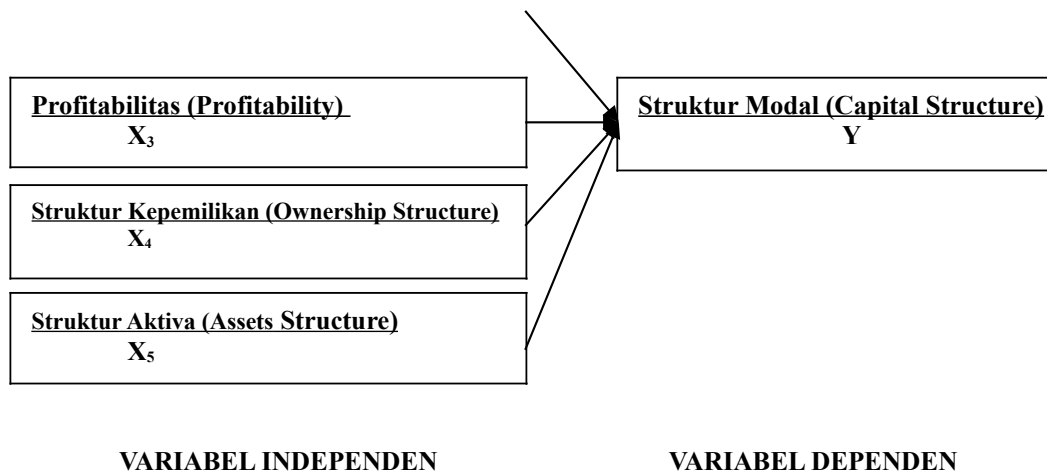 Profitabilitas (Profitability)
X₃
Struktur Modal (Capital Structure)
Y
Struktur Kepemilikan (Ownership Structure)
X₄
Struktur Aktiva (Assets Structure)
X₅
VARIABEL INDEPENDEN
VARIABEL DEPENDEN